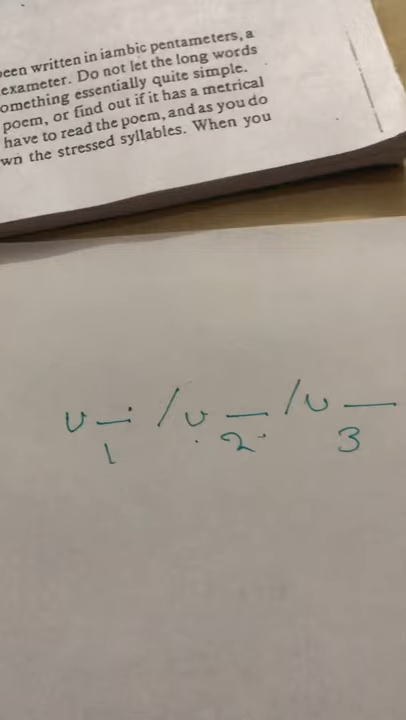 been written in iambic pentameters, a
exameter. Do not let the long words
omething essentially quite simple.
poem, or find out if it has a metrical
have to read the poem, and as you do
wn the stressed syllables. When you
∪ — / ∪ — / ∪ —
1 2 3